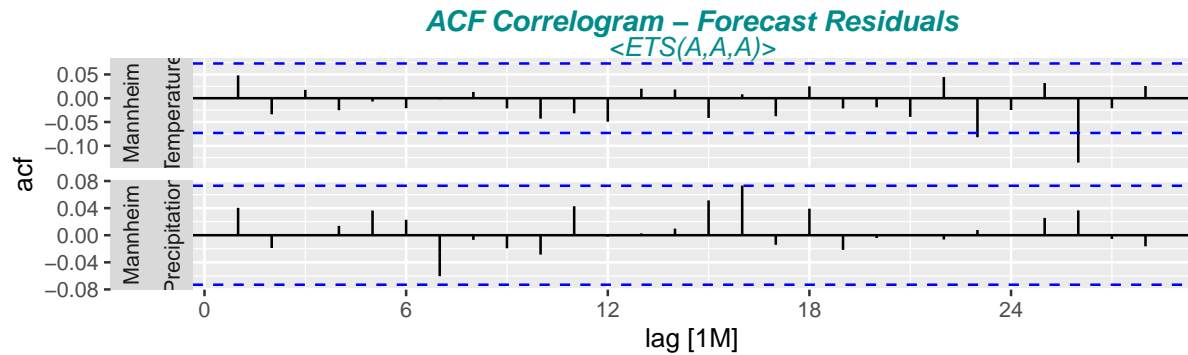 ACF Correlogram – Forecast Residuals
<ETS(A,A,A)>
0.05
0.00
−0.05
−0.10
Mannheim
Temperature
0.08
0.04
0.00
−0.04
−0.08
Mannheim
Precipitation
acf
0 6 12 18 24
lag [1M]